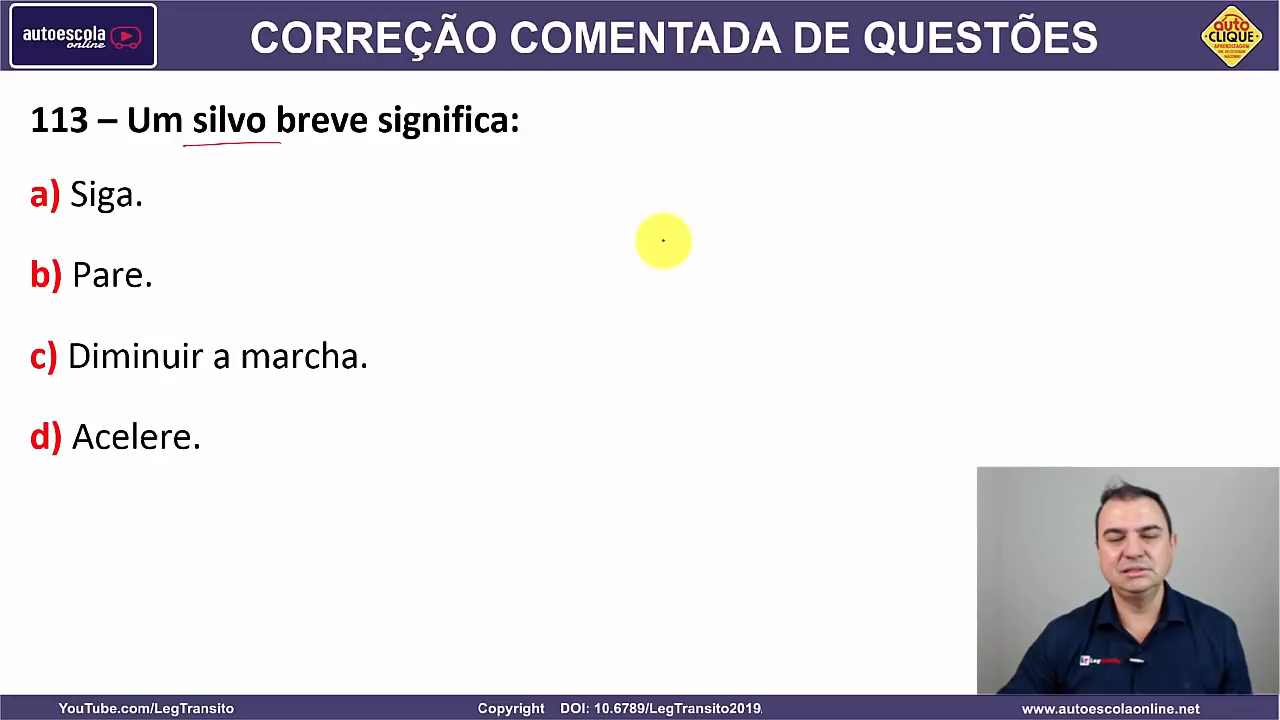 autoescola
online
CORREÇÃO COMENTADA DE QUESTÕES
auto
CLIQUE
APRENDIZAGEM
113 – Um silvo breve significa:
a) Siga.
b) Pare.
c) Diminuir a marcha.
d) Acelere.
YouTube.com/LegTransito
Copyright DOI: 10.6789/LegTransito2019
www.autoescolaonline.net